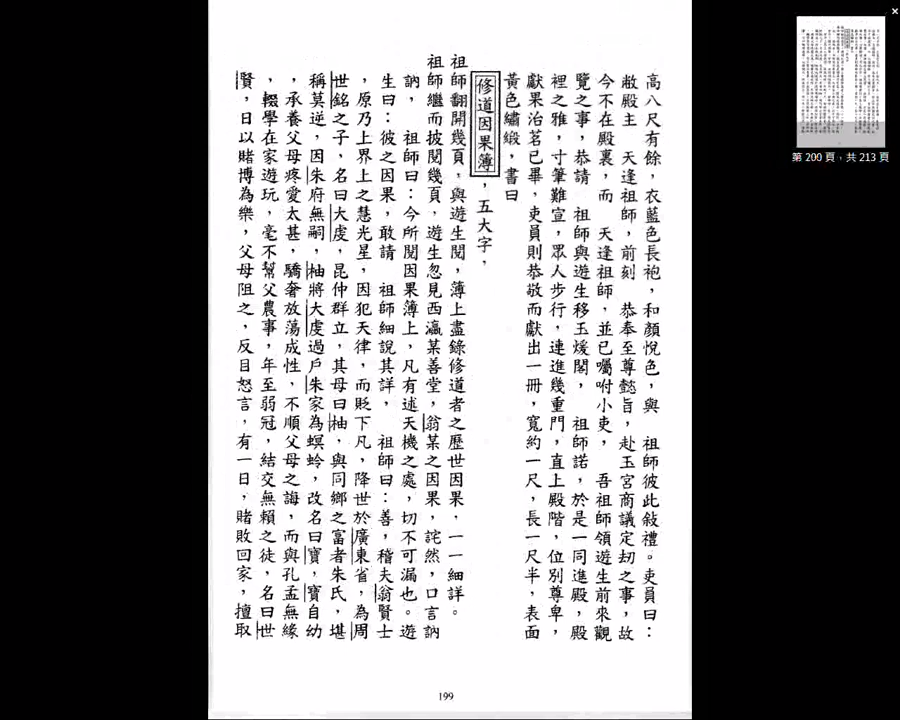 高八尺有餘，衣藍色長袍，和顏悅色，與　祖師彼此敍禮。吏員曰：
敝殿主　天逢祖師，前刻　恭奉至尊懿旨，赴玉宮商議定刼之事，故
今不在殿裏，而　天逢祖師，並已囑咐小吏，　吾祖師領遊生前來觀
覽之事，恭請　祖師與遊生移玉煖閣，　祖師諾，於是一同進殿，殿
裡之雅，寸筆難宣，眾人步行，連進幾重門，直上殿階，位別尊卑，
獻果治茗已畢，吏員則恭敬而獻出一冊，寬約一尺，長一尺半，表面
黃色繡緞，書曰
修道因果簿，五大字，
祖師翻開幾頁，與遊生閱，簿上盡錄修道者之歷世因果，一一細詳。
祖師繼而披閱幾頁，遊生忽見西瀛某善堂，翁某之因果，詫然，口言訥
訥，　祖師曰：今所閱因果簿上，凡有述天機之處，切不可漏也。遊
生曰：彼之因果，敢請　祖師細說其詳，　祖師曰：善，稽夫翁賢士
，原乃上界上之慧光星，因犯天律，而貶下凡，降世於廣東省，為周
世銘之子，名曰大虔，昆仲群立，其母曰柚，與同鄉之富者朱氏，堪
稱莫逆，因朱府無嗣，柚將大虔過戶朱家為螟蛉，改名曰寶，寶自幼
，承養父母疼愛太甚，驕奢放蕩成性，不順父母之誨，而與孔孟無緣
，輟學在家遊玩，毫不幫父農事，年至弱冠，結交無賴之徒，名曰世
賢，日以賭博為樂，父母阻之，反目怒言，有一日，賭敗回家，擅取
199
第 200 頁，共 213 頁